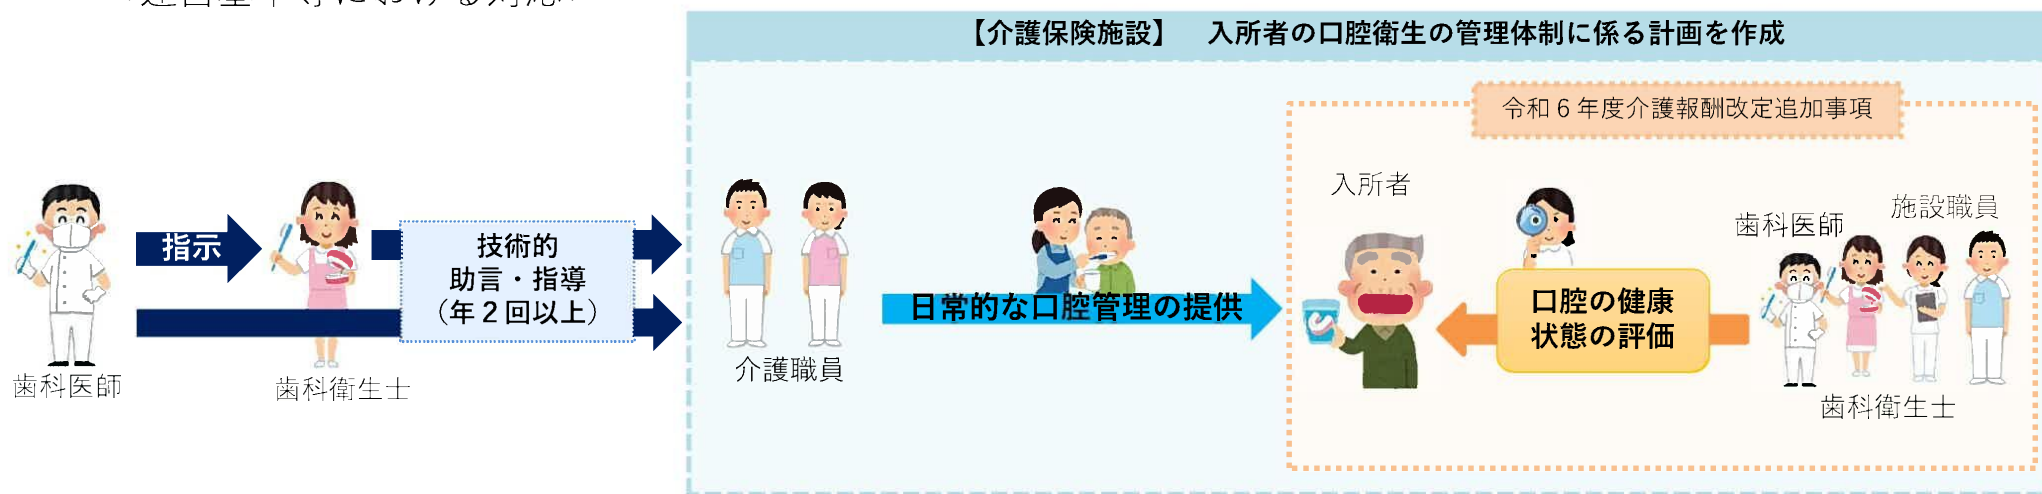 【介護保険施設】　入所者の口腔衛生の管理体制に係る計画を作成
令和６年度介護報酬改定追加事項
指示
技術的
助言・指導
（年２回以上）
歯科医師
歯科衛生士
介護職員
日常的な口腔管理の提供
入所者
口腔の健康
状態の評価
歯科医師
施設職員
歯科衛生士